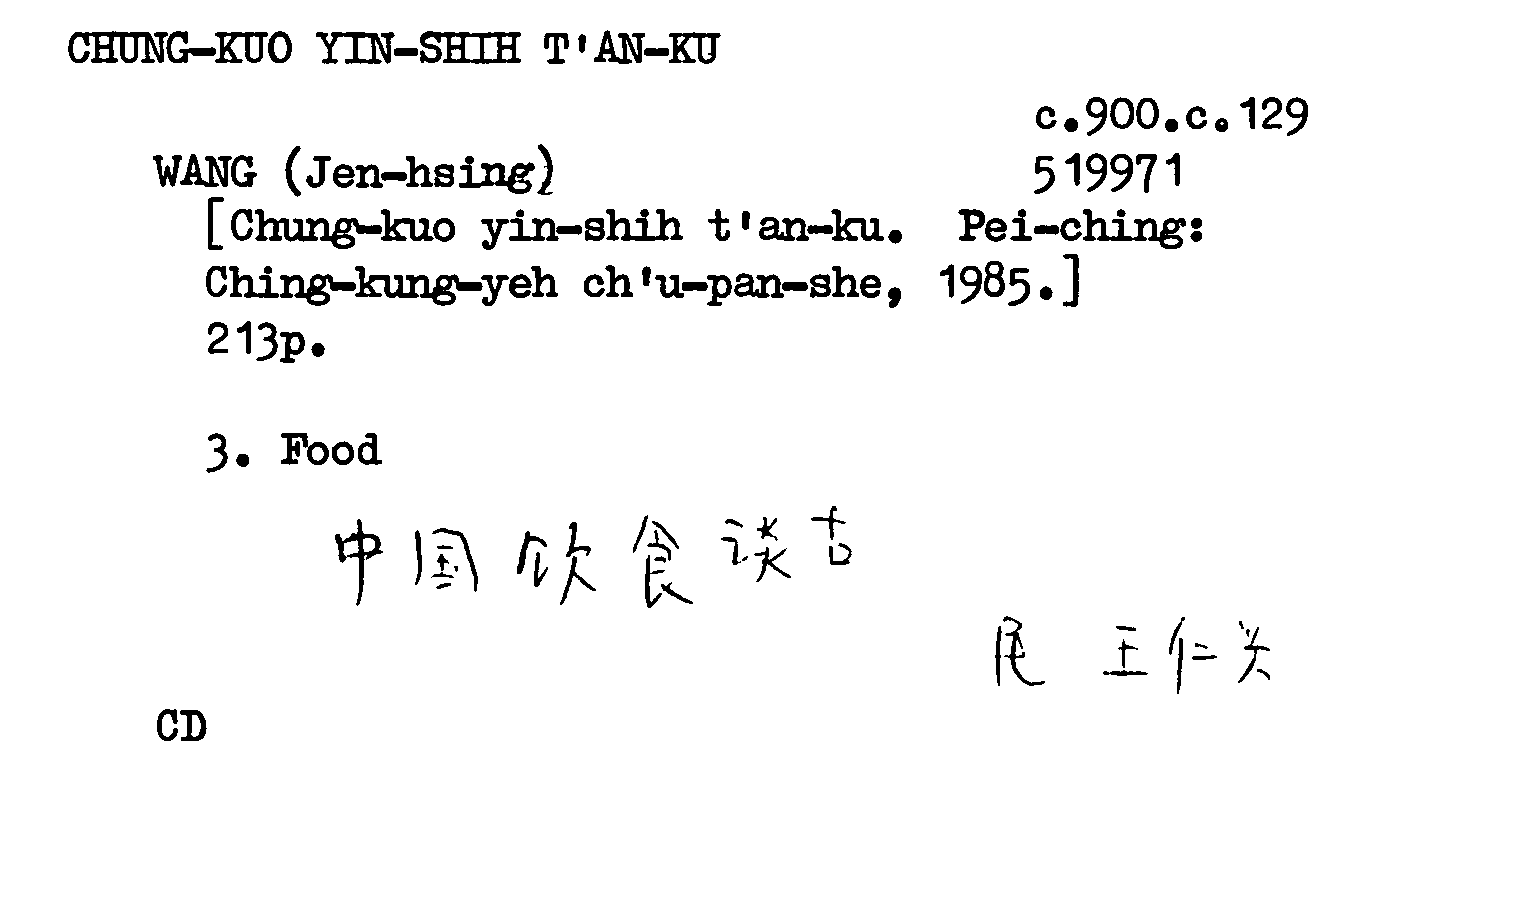 CHUNG-KUO YIN-SHIH T'AN-KU
c.900.c.129
WANG (Jen-hsing) 519971
[Chung-kuo yin-shih t'an-ku. Pei-ching:
Ching-kung-yeh ch'u-pan-she, 1985.]
213p.
3. Food
中国饮食谈古
王仁兴
CD